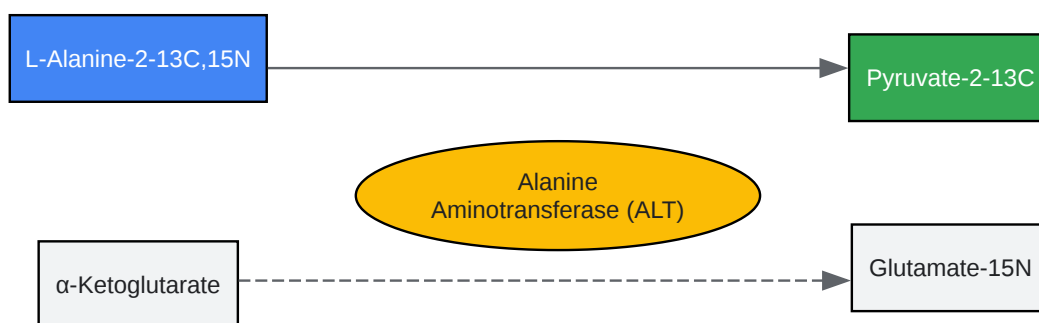 L-Alanine-2-13C,15N
Pyruvate-2-13C
Alanine
Aminotransferase (ALT)
α-Ketoglutarate
Glutamate-15N